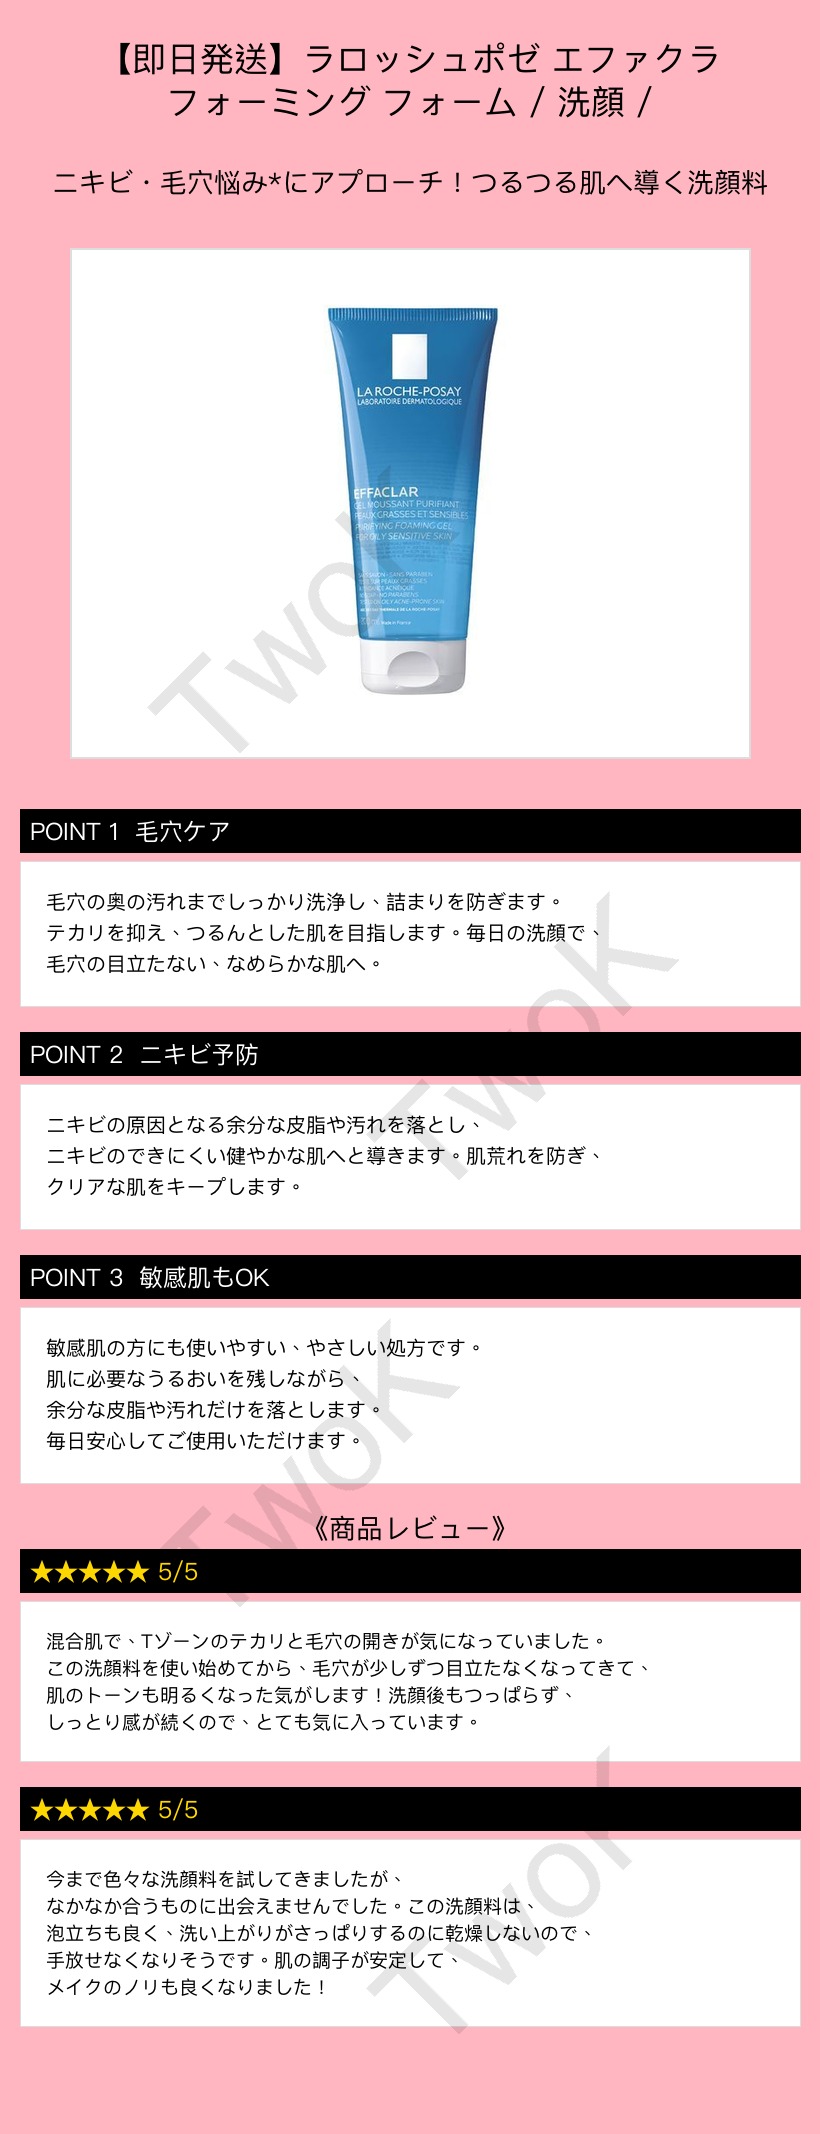 【即日発送】ラロッシュポゼ エファクラ
フォーミング フォーム / 洗顔 /
ニキビ・毛穴悩み*にアプローチ！つるつる肌へ導く洗顔料
LA ROCHE-POSAY
LABORATOIRE DERMATOLOGIQUE
EFFACLAR
GEL MOUSSANT PURIFIANT
PEAUX GRASSES ET SENSIBLES
PURIFYING FOAMING GEL
FOR OILY SENSITIVE SKIN
TwoK
POINT 1 毛穴ケア
毛穴の奥の汚れまでしっかり洗浄し、詰まりを防ぎます。
テカリを抑え、つるんとした肌を目指します。毎日の洗顔で、
毛穴の目立たない、なめらかな肌へ。
TwoK
POINT 2 ニキビ予防
ニキビの原因となる余分な皮脂や汚れを落とし、
ニキビのできにくい健やかな肌へと導きます。肌荒れを防ぎ、
クリアな肌をキープします。
POINT 3 敏感肌もOK
敏感肌の方にも使いやすい、やさしい処方です。
肌に必要なうるおいを残しながら、
余分な皮脂や汚れだけを落とします。
毎日安心してご使用いただけます。
TwoK
《商品レビュー》
★★★★★ 5/5
混合肌で、Tゾーンのテカリと毛穴の開きが気になっていました。
この洗顔料を使い始めてから、毛穴が少しずつ目立たなくなってきて、
肌のトーンも明るくなった気がします！洗顔後もつっぱらず、
しっとり感が続くので、とても気に入っています。
★★★★★ 5/5
今まで色々な洗顔料を試してきましたが、
なかなか合うものに出会えませんでした。この洗顔料は、
泡立ちも良く、洗い上がりがさっぱりするのに乾燥しないので、
手放せなくなりそうです。肌の調子が安定して、
メイクのノリも良くなりました！
TwoK